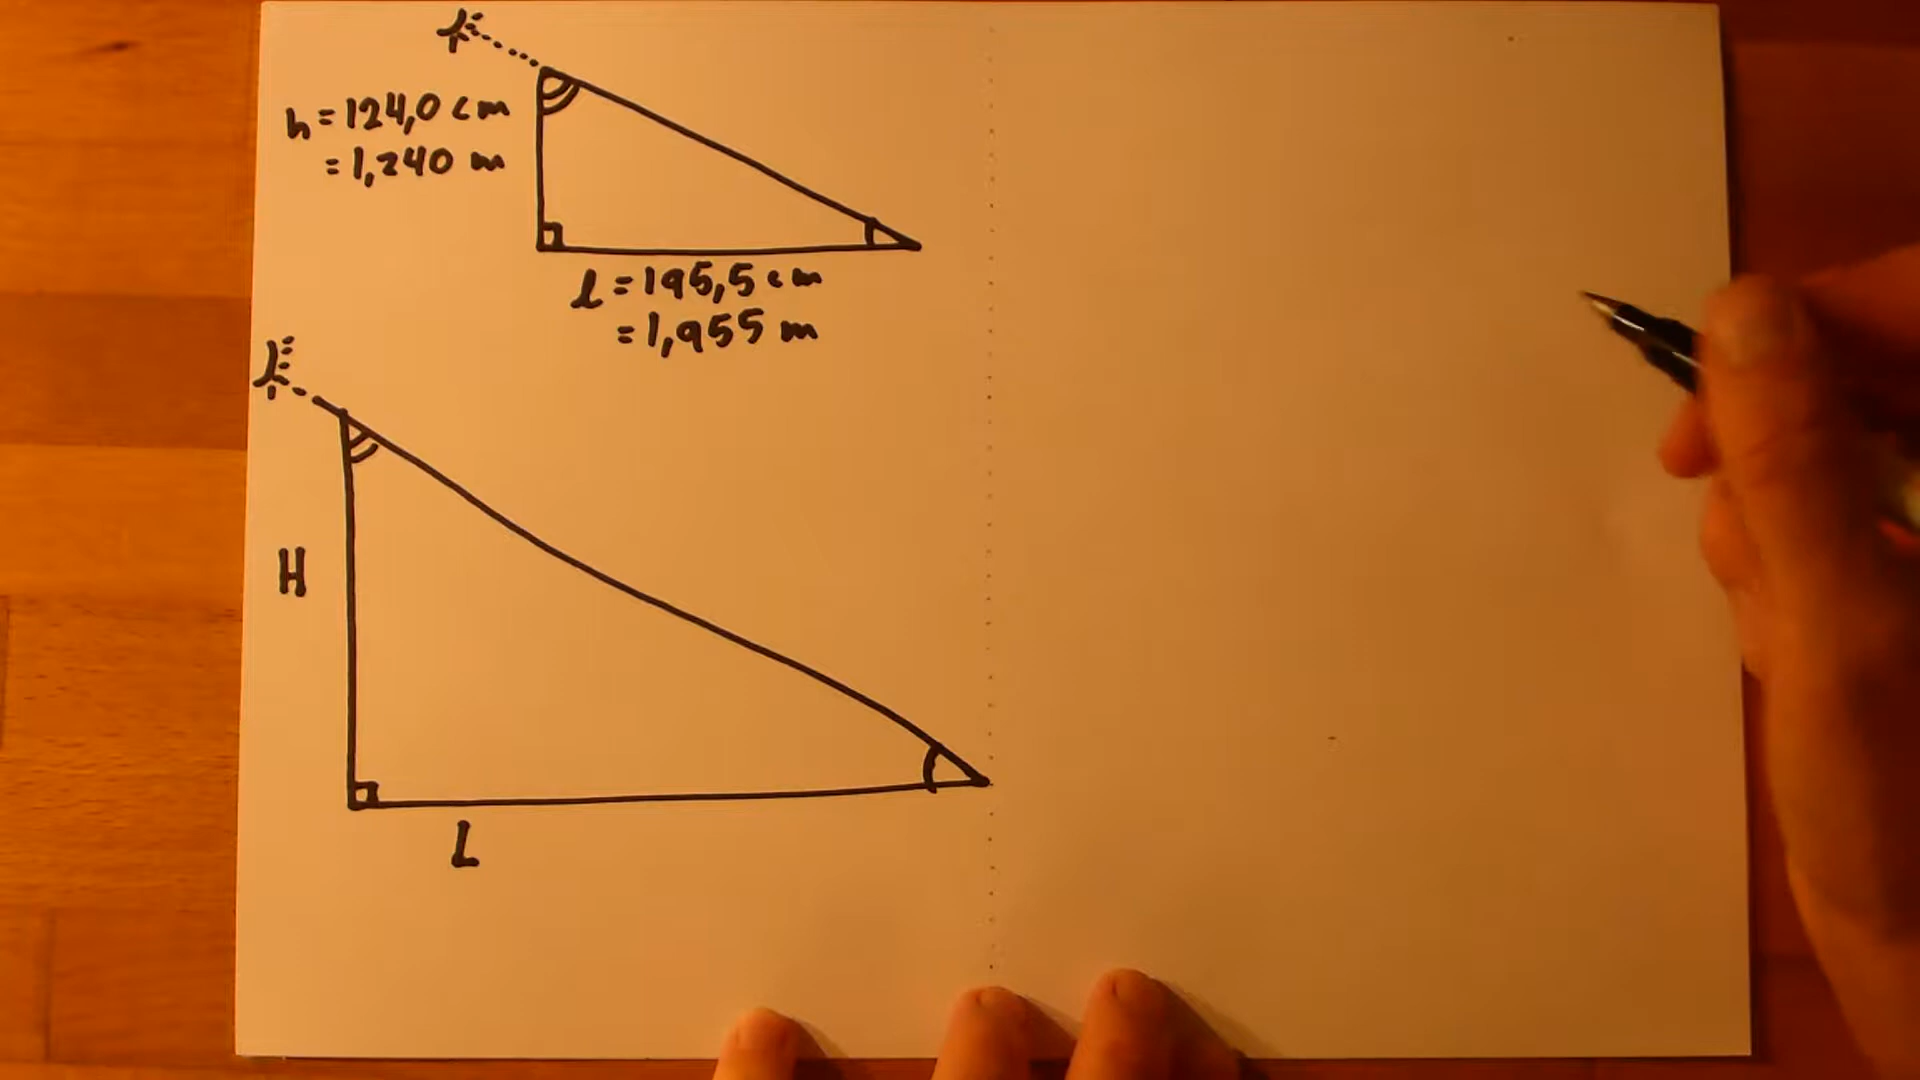 h = 124,0 cm
= 1,240 m
l = 195,5 cm
= 1,955 m
H
L